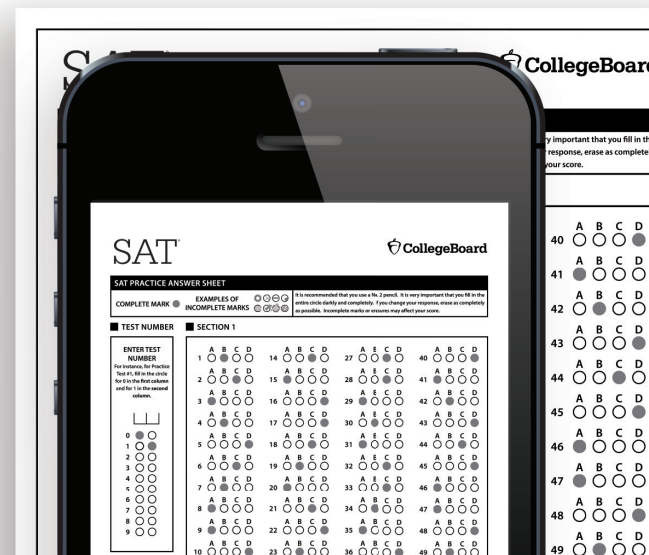 SAT
CollegeBoard
y important that you fill in th
response, erase as complete
your score.
A B C D
40
A B C D
41
A B C D
42
A B C D
43
A B C D
44
A B C D
45
A B C D
46
A B C D
47
A B C D
48
A B C D
49
SAT
CollegeBoard
SAT PRACTICE ANSWER SHEET
COMPLETE MARK
EXAMPLES OF
INCOMPLETE MARKS
It is recommended that you use a No. 2 pencil. It is very important that you fill in the
entire circle darkly and completely. If you change your response, erase as completely
as possible. Incomplete marks or erasures may affect your score.
TEST NUMBER
SECTION 1
ENTER TEST
NUMBER
For instance, for Practice
Test #1, fill in the circle
for 0 in the first column
and for 1 in the second
column.
0
1
2
3
4
5
6
7
8
9
A B C D A B C D A E C D A B C D
1 14 27 40
A B C D A B C D A E C D A B C D
2 15 28 41
A B C D A B C D A E C D A B C D
3 16 29 42
A B C D A B C D A E C D A B C D
4 17 30 43
A B C D A B C D A E C D A B C D
5 18 31 44
A B C D A B C D A E C D A B C D
6 19 32 45
A B C D A B C D A E C D A B C D
7 20 33 46
A B C D A B C D A B C D A B C D
8 21 34 47
A B C D A B C D A B C D A B C D
9 22 35 48
A B C D A B C D A B C D A B C D
10 23 36 49